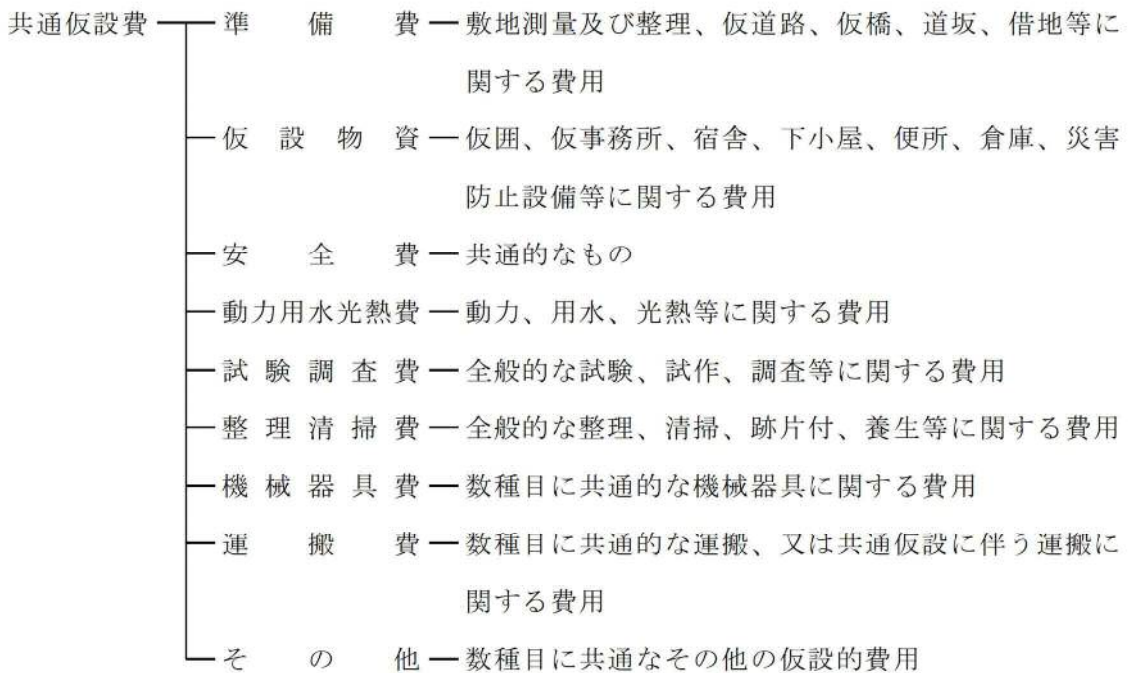 共通仮設費 準備費 敷地測量及び整理、仮道路、仮橋、道坂、借地等に
関する費用
仮設物資 仮囲、仮事務所、宿舎、下小屋、便所、倉庫、災害
防止設備等に関する費用
安全費 共通的なもの
動力用水光熱費 動力、用水、光熱等に関する費用
試験調査費 全般的な試験、試作、調査等に関する費用
整理清掃費 全般的な整理、清掃、跡片付、養生等に関する費用
機械器具費 数種目に共通的な機械器具に関する費用
運搬費 数種目に共通的な運搬、又は共通仮設に伴う運搬に
関する費用
その他 数種目に共通なその他の仮設的費用